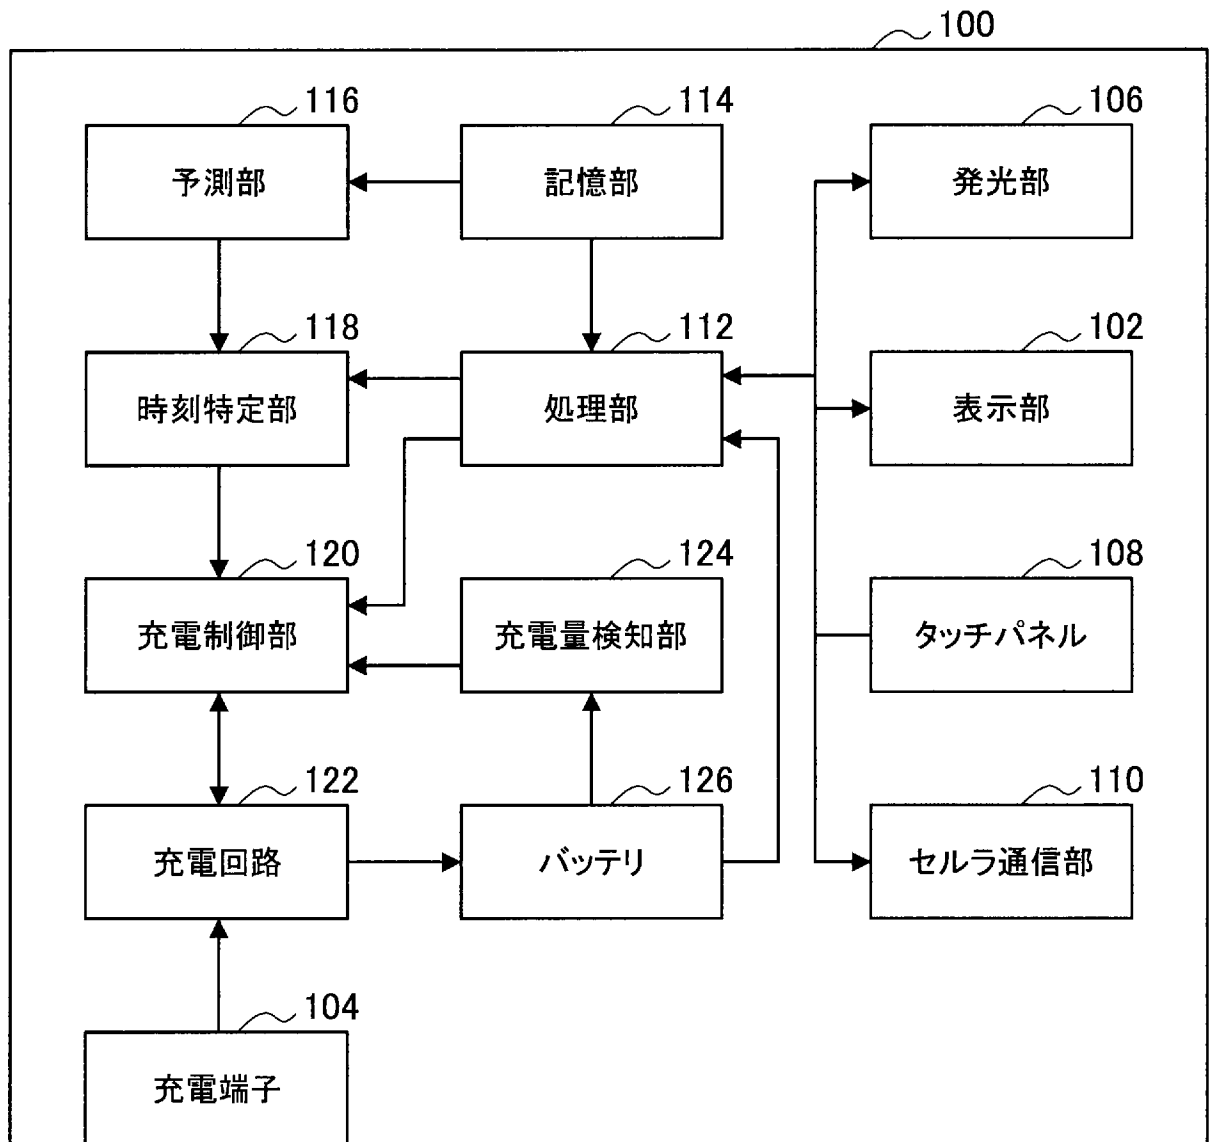 100
116
114
106
予測部
記憶部
発光部
118
112
102
時刻特定部
処理部
表示部
120
124
108
充電制御部
充電量検知部
タッチパネル
122
126
110
充電回路
バッテリ
セルラ通信部
104
充電端子